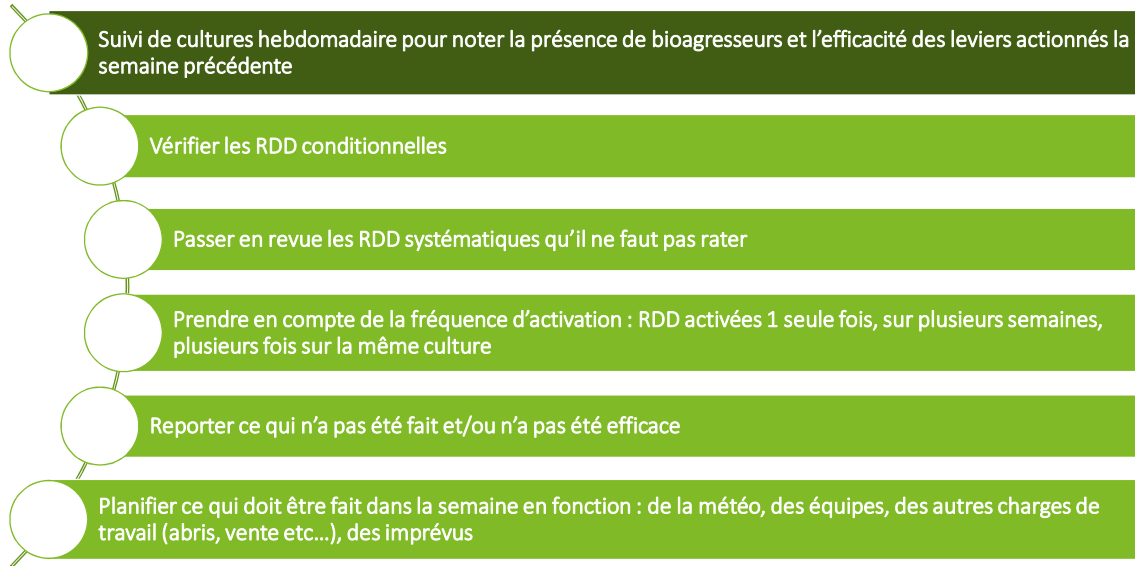 Suivi de cultures hebdomadaire pour noter la présence de bioagresseurs et l’efficacité des leviers actionnés la
semaine précédente
Vérifier les RDD conditionnelles
Passer en revue les RDD systématiques qu’il ne faut pas rater
Prendre en compte de la fréquence d’activation : RDD activées 1 seule fois, sur plusieurs semaines,
plusieurs fois sur la même culture
Reporter ce qui n’a pas été fait et/ou n’a pas été efficace
Planifier ce qui doit être fait dans la semaine en fonction : de la météo, des équipes, des autres charges de
travail (abris, vente etc…), des imprévus